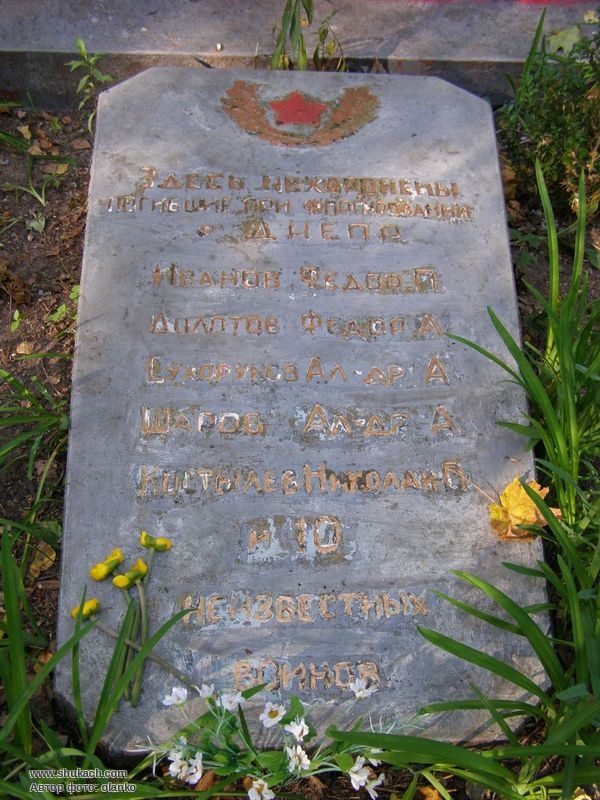 Здесь похоронены
погибшие при форсировании
р. Днепр
Иванов Федор П
Долотов Федор А
Сухоруков Ал-др А
Шаров Ал-др А
Костылев Николай П
и 10
неизвестных
воинов
www.shukach.com
Автор фото: olanko